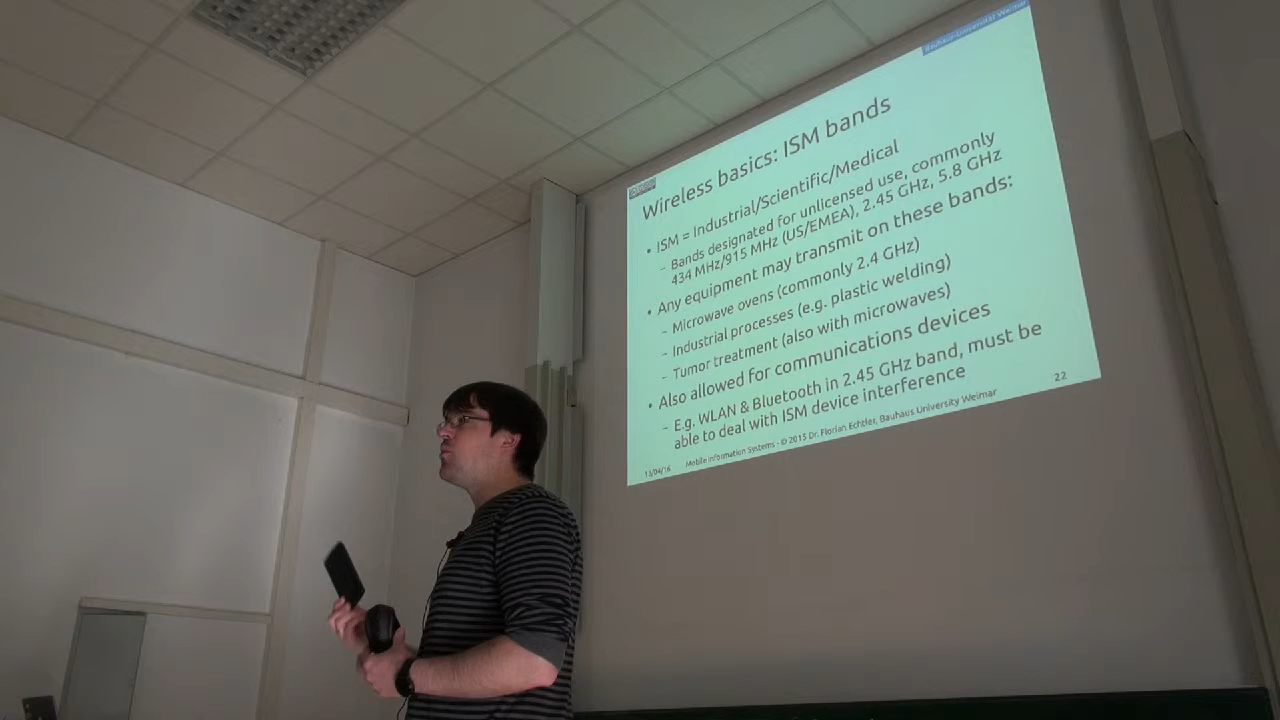 Bauhaus-Universität Weimar
Wireless basics: ISM bands
• ISM = Industrial/Scientific/Medical
– Bands designated for unlicensed use, commonly
434 MHz/915 MHz (US/EMEA), 2.45 GHz, 5.8 GHz
• Any equipment may transmit on these bands:
– Microwave ovens (commonly 2.4 GHz)
– Industrial processes (e.g. plastic welding)
– Tumor treatment (also with microwaves)
• Also allowed for communications devices
– E.g. WLAN & Bluetooth in 2.45 GHz band, must be
able to deal with ISM device interference
15/04/16 Mobile Information Systems - © 2015 Dr. Florian Echtler, Bauhaus University Weimar 22